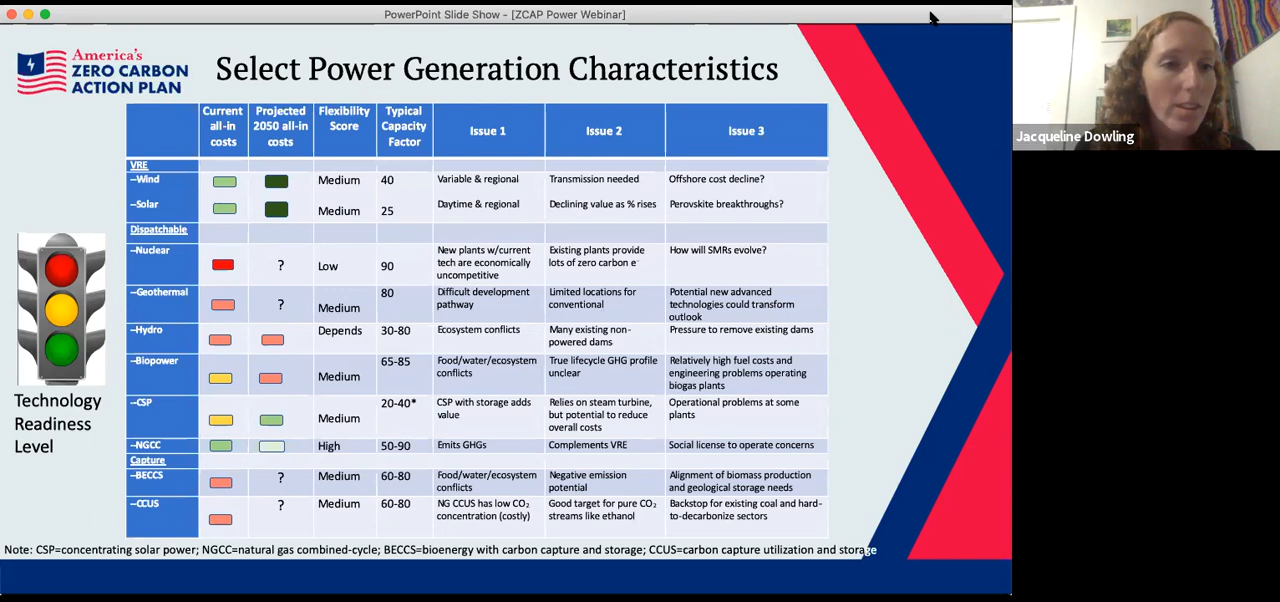 PowerPoint Slide Show - [ZCAP Power Webinar]
America's
ZERO CARBON
ACTION PLAN
Select Power Generation Characteristics
Current all-in costs
Projected 2050 all-in costs
Flexibility Score
Typical Capacity Factor
Issue 1
Issue 2
Issue 3
VRE
–Wind
Medium
40
Variable & regional
Transmission needed
Offshore cost decline?
–Solar
Medium
25
Daytime & regional
Declining value as % rises
Perovskite breakthroughs?
Dispatchable
–Nuclear
?
Low
90
New plants w/current
tech are economically
uncompetitive
Existing plants provide
lots of zero carbon e⁻
How will SMRs evolve?
–Geothermal
?
Medium
80
Difficult development
pathway
Limited locations for
conventional
Potential new advanced
technologies could transform
outlook
–Hydro
Depends
30-80
Ecosystem conflicts
Many existing non-
powered dams
Pressure to remove existing dams
–Biopower
Medium
65-85
Food/water/ecosystem
conflicts
True lifecycle GHG profile
unclear
Relatively high fuel costs and
engineering problems operating
biogas plants
–CSP
Medium
20-40*
CSP with storage adds
value
Relies on steam turbine,
but potential to reduce
overall costs
Operational problems at some
plants
–NGCC
High
50-90
Emits GHGs
Complements VRE
Social license to operate concerns
Capture
–BECCS
?
Medium
60-80
Food/water/ecosystem
conflicts
Negative emission
potential
Alignment of biomass production
and geological storage needs
–CCUS
?
Medium
60-80
NG CCUS has low CO₂
concentration (costly)
Good target for pure CO₂
streams like ethanol
Backstop for existing coal and hard-
to-decarbonize sectors
Technology
Readiness
Level
Note: CSP=concentrating solar power; NGCC=natural gas combined-cycle; BECCS=bioenergy with carbon capture and storage; CCUS=carbon capture utilization and storage
Jacqueline Dowling